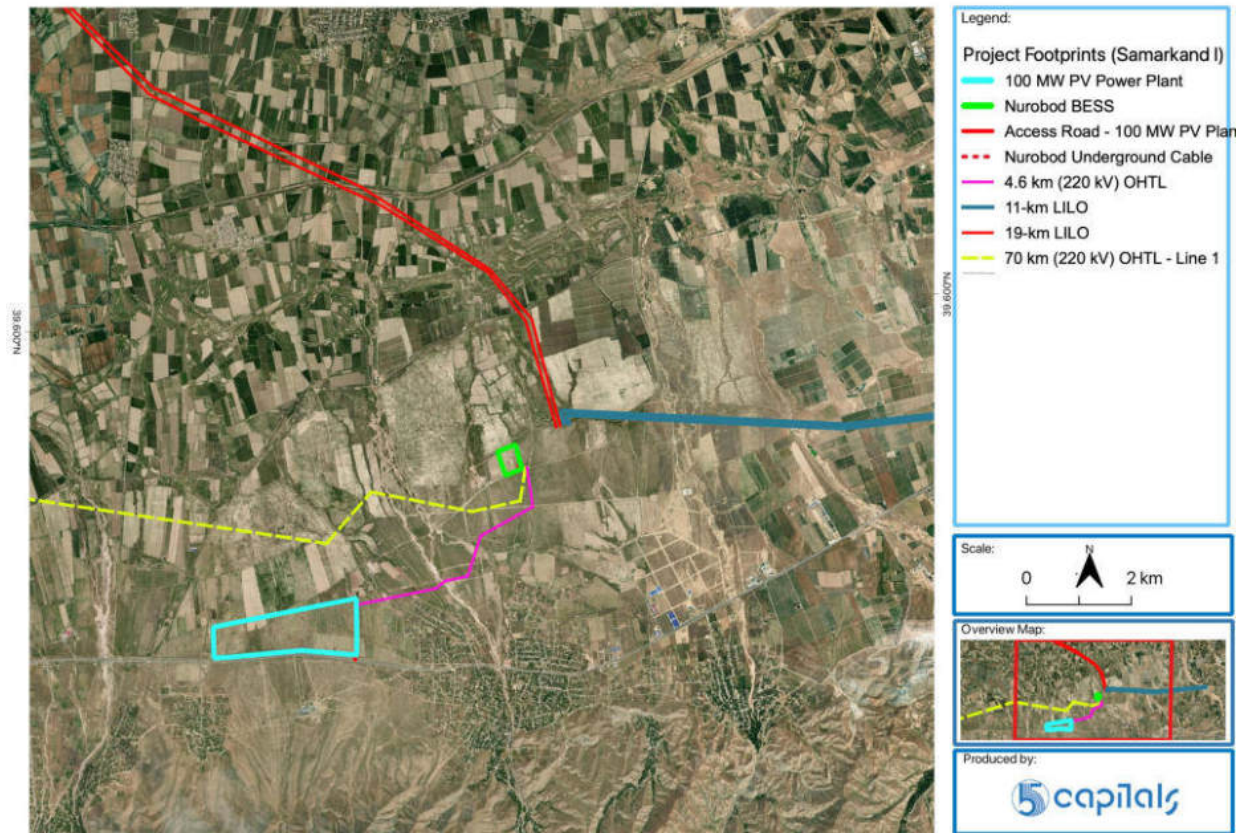 Legend:
Project Footprints (Samarkand I)
100 MW PV Power Plant
Nurobod BESS
Access Road - 100 MW PV Plan
Nurobod Underground Cable
4.6 km (220 kV) OHTL
11-km LILO
19-km LILO
70 km (220 kV) OHTL - Line 1
39.600°N
39.600°N
Scale:
N
0 2 km
Overview Map:
Produced by:
5 capitals